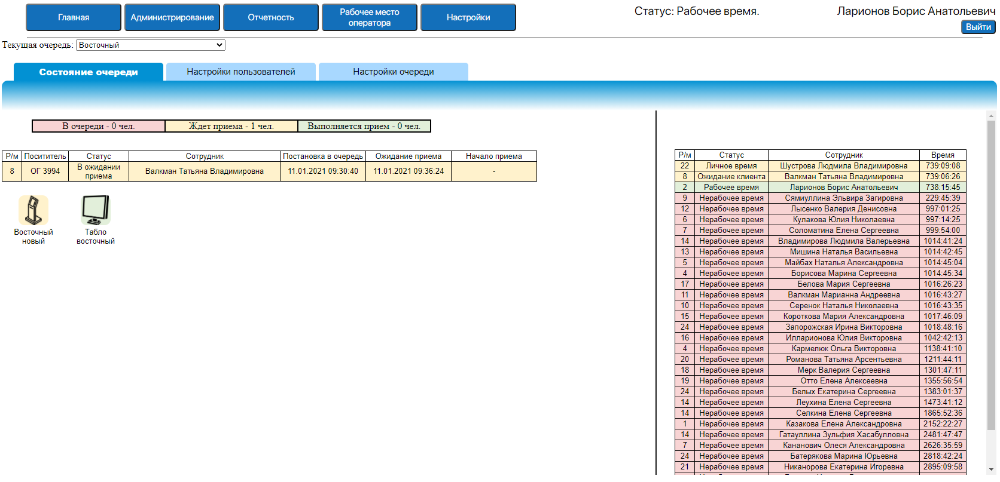 Главная
Администрирование
Отчетность
Рабочее место
оператора
Настройки
Статус: Рабочее время.
Ларионов Борис Анатольевич
Выйти
Текущая очередь: Восточный
Состояние очереди
Настройки пользователей
Настройки очереди
В очереди - 0 чел.
Ждет приема - 1 чел.
Выполняется прием - 0 чел.
Р/м Поситилель Статус Сотрудник Постановка в очередь Ожидание приема Начало приема
8 ОГ 3994 В ожидании приема Валкман Татьяна Владимировна 11.01.2021 09:30:40 11.01.2021 09:36:24 -
Восточный
новый
Табло
восточный
Р/м Статус Сотрудник Время
22 Личное время Шустрова Людмила Владимировна 739:09:08
8 Ожидание клиента Валкман Татьяна Владимировна 739:06:26
2 Рабочее время Ларионов Борис Анатольевич 738:15:45
9 Нерабочее время Сямиуллина Эльвира Загировна 229:45:39
12 Нерабочее время Лысенко Валерия Денисовна 997:01:25
6 Нерабочее время Кулакова Юлия Николаевна 997:14:25
7 Нерабочее время Соломатина Елена Сергеевна 999:54:00
14 Нерабочее время Владимирова Людмила Валерьевна 1014:41:24
13 Нерабочее время Мишина Наталья Васильевна 1014:42:45
5 Нерабочее время Майбах Наталья Александровна 1014:45:04
4 Нерабочее время Борисова Марина Сергеевна 1014:45:34
17 Нерабочее время Белова Мария Сергеевна 1016:26:23
11 Нерабочее время Валкман Марианна Андреевна 1016:43:27
10 Нерабочее время Серенок Наталья Николаевна 1016:43:35
15 Нерабочее время Короткова Мария Александровна 1017:46:09
24 Нерабочее время Запорожская Ирина Викторовна 1018:48:16
16 Нерабочее время Илларионова Юлия Викторовна 1042:42:13
4 Нерабочее время Кармелюк Ольга Викторовна 1138:41:10
20 Нерабочее время Романова Татьяна Арсентьевна 1211:44:11
18 Нерабочее время Мерк Валерия Сергеевна 1301:47:11
19 Нерабочее время Отто Елена Алексеевна 1355:56:54
24 Нерабочее время Белых Екатерина Сергеевна 1383:01:37
14 Нерабочее время Леухина Елена Сергеевна 1473:41:12
14 Нерабочее время Селкина Елена Сергеевна 1865:52:36
1 Нерабочее время Казакова Елена Александровна 2152:22:27
14 Нерабочее время Гатауллина Зульфия Хасабулловна 2481:47:47
7 Нерабочее время Кананович Олеся Александровна 2626:35:59
24 Нерабочее время Батерякова Марина Юрьевна 2818:42:24
21 Нерабочее время Никанорова Екатерина Игоревна 2895:09:58